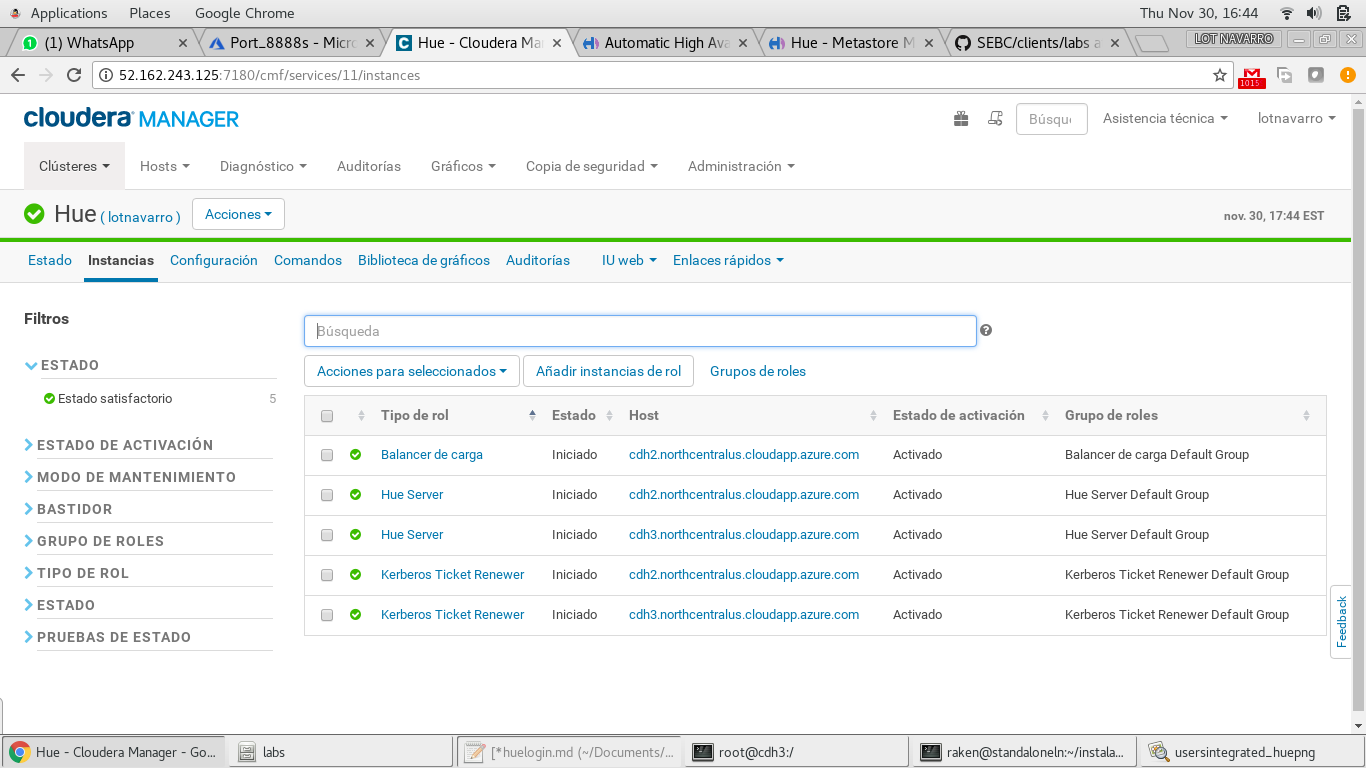 Applications Places Google Chrome Thu Nov 30, 16:44
(1) WhatsApp Port_8888s - Micr Hue - Cloudera Ma Automatic High Ava Hue - Metastore M SEBC/clients/labs a LOT NAVARRO
52.162.243.125:7180/cmf/services/11/instances 1015
cloudera MANAGER Búsque Asistencia técnica lotnavarro
Clústeres Hosts Diagnóstico Auditorías Gráficos Copia de seguridad Administración
Hue ( lotnavarro ) Acciones nov. 30, 17:44 EST
Estado Instancias Configuración Comandos Biblioteca de gráficos Auditorías IU web Enlaces rápidos
Filtros
Búsqueda
ESTADO
Acciones para seleccionados Añadir instancias de rol Grupos de roles
Estado satisfactorio 5
Tipo de rol Estado Host Estado de activación Grupo de roles
ESTADO DE ACTIVACIÓN
Balancer de carga Iniciado cdh2.northcentralus.cloudapp.azure.com Activado Balancer de carga Default Group
MODO DE MANTENIMIENTO
Hue Server Iniciado cdh2.northcentralus.cloudapp.azure.com Activado Hue Server Default Group
BASTIDOR
Hue Server Iniciado cdh3.northcentralus.cloudapp.azure.com Activado Hue Server Default Group
GRUPO DE ROLES
TIPO DE ROL
Kerberos Ticket Renewer Iniciado cdh2.northcentralus.cloudapp.azure.com Activado Kerberos Ticket Renewer Default Group
ESTADO
Kerberos Ticket Renewer Iniciado cdh3.northcentralus.cloudapp.azure.com Activado Kerberos Ticket Renewer Default Group
PRUEBAS DE ESTADO
Feedback
Hue - Cloudera Manager - Go... labs [*huelogin.md (~/Documents/... root@cdh3:/ raken@standaloneln:~/instala... usersintegrated_huepng